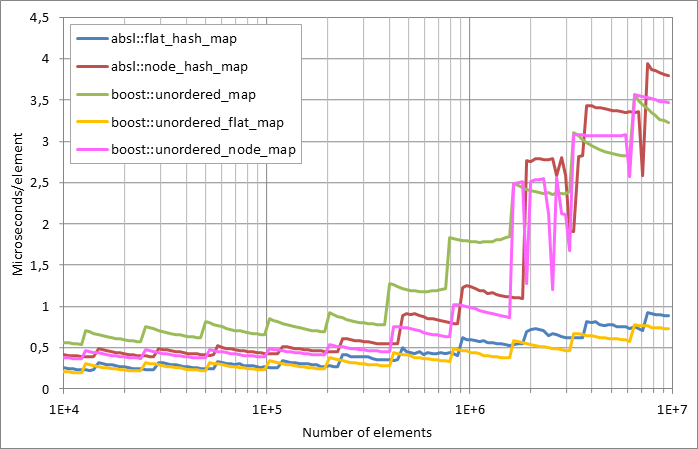 4,5
4
3,5
3
2,5
2
1,5
1
0,5
0
Microseconds/element
absl::flat_hash_map
absl::node_hash_map
boost::unordered_map
boost::unordered_flat_map
boost::unordered_node_map
1E+4
1E+5
1E+6
1E+7
Number of elements